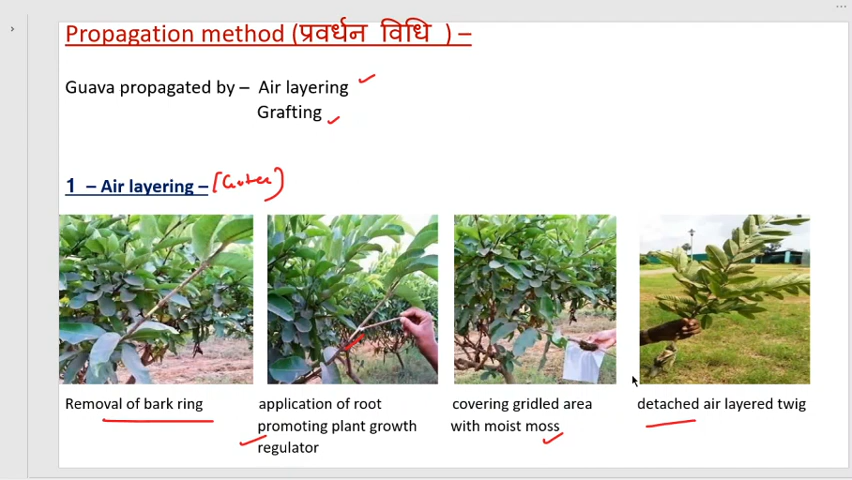 Propagation method (प्रवर्धन विधि ) –
Guava propagated by – Air layering
Grafting
1 – Air layering –
Removal of bark ring
application of root
promoting plant growth
regulator
covering gridled area
with moist moss
detached air layered twig